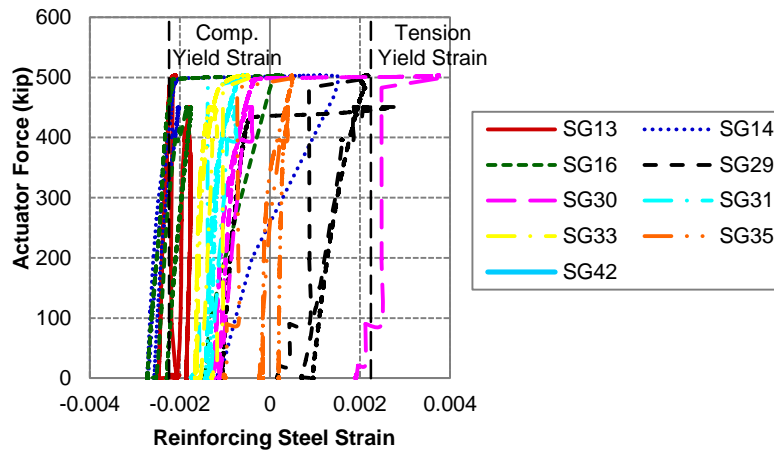 600
500
400
300
200
100
0
Actuator Force (kip)
Comp.
Yield Strain
Tension
Yield Strain
-0.004
-0.002
0
0.002
0.004
Reinforcing Steel Strain
SG13
SG14
SG16
SG29
SG30
SG31
SG33
SG35
SG42